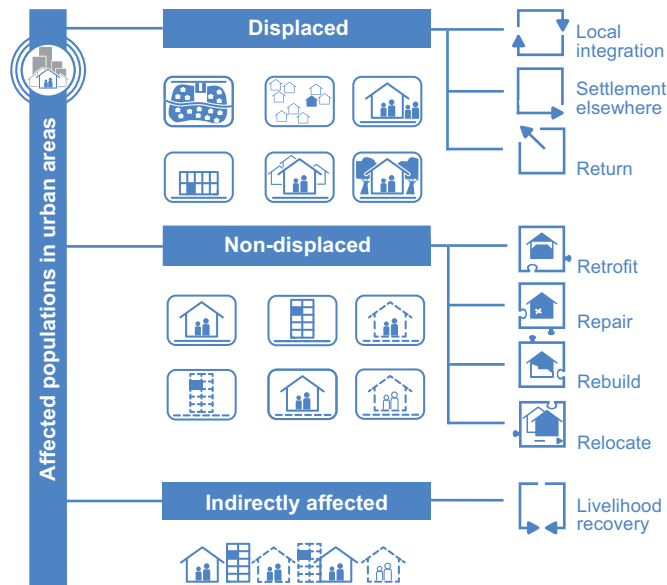 Affected populations in urban areas
Displaced
Local
integration
Settlement
elsewhere
Return
Non-displaced
Retrofit
Repair
Rebuild
Relocate
Indirectly affected
Livelihood
recovery